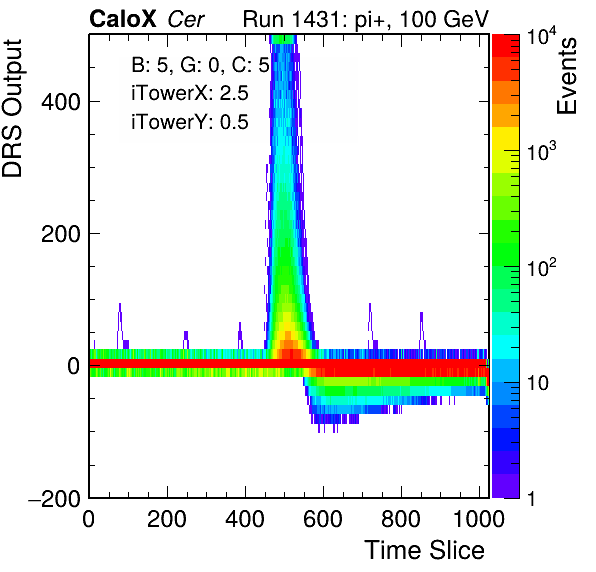 CaloX Cer Run 1431: pi+, 100 GeV
DRS Output
Events
B: 5, G: 0, C: 5
iTowerX: 2.5
iTowerY: 0.5
400
200
0
−200
0 200 400 600 800 1000
Time Slice
10^4
10^3
10^2
10
1